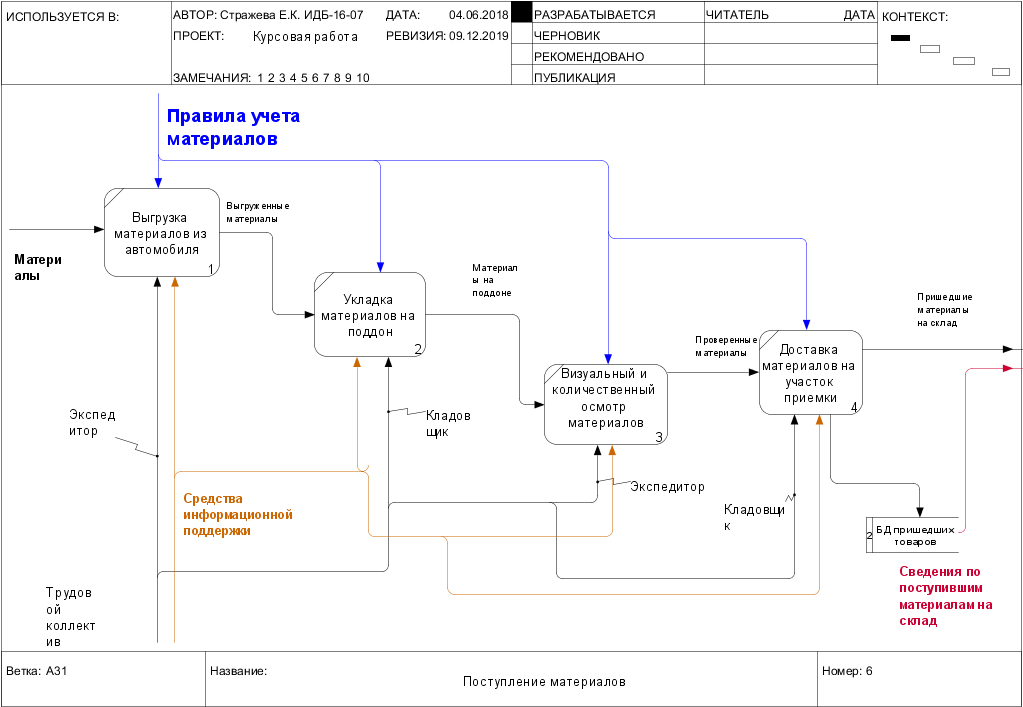 ИСПОЛЬЗУЕТСЯ В:
АВТОР: Стражева Е.К. ИДБ-16-07
ДАТА: 04.06.2018
ПРОЕКТ: Курсовая работа
РЕВИЗИЯ: 09.12.2019
ЗАМЕЧАНИЯ: 1 2 3 4 5 6 7 8 9 10
РАЗРАБАТЫВАЕТСЯ
ЧЕРНОВИК
РЕКОМЕНДОВАНО
ПУБЛИКАЦИЯ
ЧИТАТЕЛЬ ДАТА
КОНТЕКСТ:
Правила учета
материалов
Матери
алы
Выгрузка
материалов из
автомобиля
1
Выгруженные
материалы
Укладка
материалов на
поддон
2
Материал
ы на
поддоне
Визуальный и
количественный
осмотр
материалов
3
Проверенные
материалы
Доставка
материалов на
участок
приемки
4
Пришедшие
материалы
на склад
Экспед
итор
Кладов
щик
Экспедитор
Кладовщи
к
Средства
информационной
поддержки
2
БД пришедших
товаров
Сведения по
поступившим
материалам на
склад
Трудов
ой
коллект
ив
Ветка: A31
Название:
Поступление материалов
Номер: 6